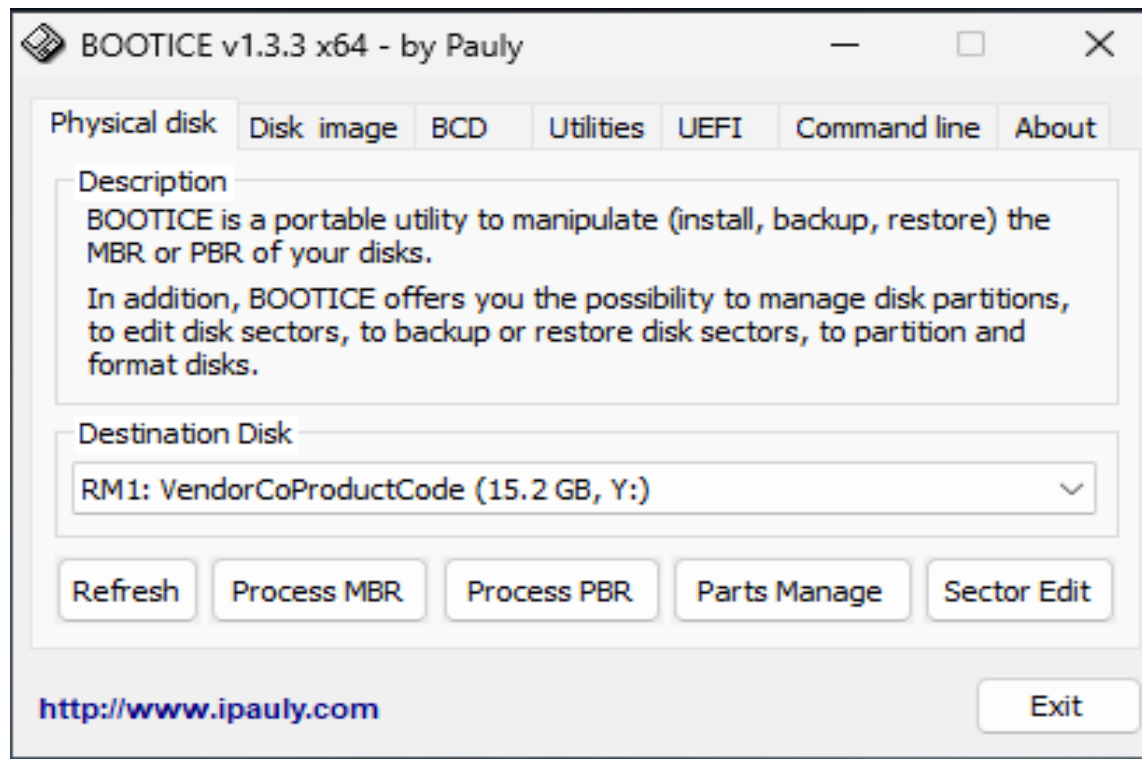 BOOTICE v1.3.3 x64 - by Pauly
Physical disk Disk image BCD Utilities UEFI Command line About
Description
BOOTICE is a portable utility to manipulate (install, backup, restore) the
MBR or PBR of your disks.
In addition, BOOTICE offers you the possibility to manage disk partitions,
to edit disk sectors, to backup or restore disk sectors, to partition and
format disks.
Destination Disk
RM1: VendorCoProductCode (15.2 GB, Y:)
Refresh Process MBR Process PBR Parts Manage Sector Edit
http://www.ipauly.com Exit